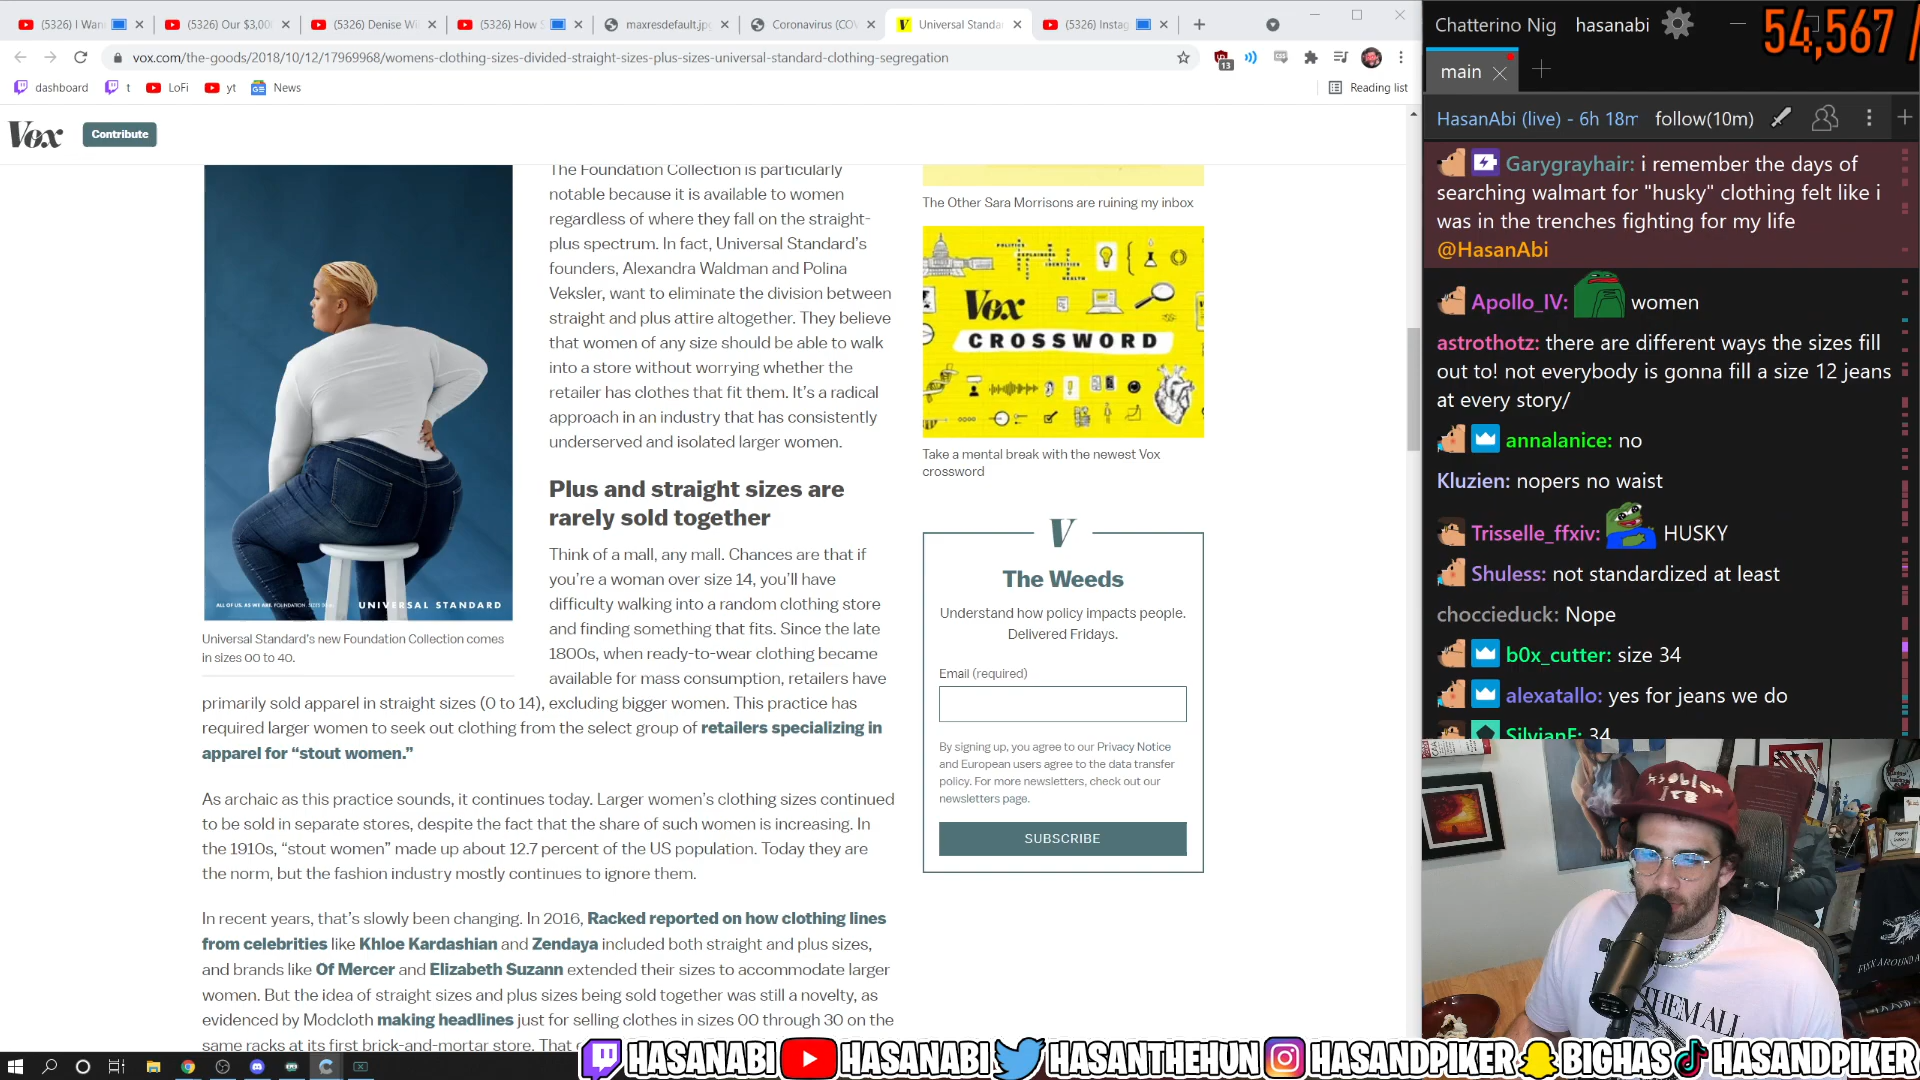 (5326) I Wan
(5326) Our $3,00
(5326) Denise Wi
(5326) How S
maxresdefault.jp
Coronavirus (CO
Universal Standa
(5326) Instag
vox.com/the-goods/2018/10/12/17969968/womens-clothing-sizes-divided-straight-sizes-plus-sizes-universal-standard-clothing-segregation
13
dashboard
t
LoFi
yt
News
Reading list
Vox
Contribute
The Foundation Collection is particularly
notable because it is available to women
regardless of where they fall on the straight-
plus spectrum. In fact, Universal Standard's
founders, Alexandra Waldman and Polina
Veksler, want to eliminate the division between
straight and plus attire altogether. They believe
that women of any size should be able to walk
into a store without worrying whether the
retailer has clothes that fit them. It's a radical
approach in an industry that has consistently
underserved and isolated larger women.
UNIVERSAL STANDARD
Universal Standard's new Foundation Collection comes
in sizes 00 to 40.
Plus and straight sizes are
rarely sold together
Think of a mall, any mall. Chances are that if
you're a woman over size 14, you'll have
difficulty walking into a random clothing store
and finding something that fits. Since the late
1800s, when ready-to-wear clothing became
available for mass consumption, retailers have
primarily sold apparel in straight sizes (0 to 14), excluding bigger women. This practice has
required larger women to seek out clothing from the select group of retailers specializing in
apparel for “stout women.”
As archaic as this practice sounds, it continues today. Larger women's clothing sizes continued
to be sold in separate stores, despite the fact that the share of such women is increasing. In
the 1910s, “stout women” made up about 12.7 percent of the US population. Today they are
the norm, but the fashion industry mostly continues to ignore them.
In recent years, that's slowly been changing. In 2016, Racked reported on how clothing lines
from celebrities like Khloe Kardashian and Zendaya included both straight and plus sizes,
and brands like Of Mercer and Elizabeth Suzann extended their sizes to accommodate larger
women. But the idea of straight sizes and plus sizes being sold together was still a novelty, as
evidenced by Modcloth making headlines just for selling clothes in sizes 00 through 30 on the
same racks at its first brick-and-mortar store. That
The Other Sara Morrisons are ruining my inbox
Vox
CROSSWORD
Take a mental break with the newest Vox
crossword
V
The Weeds
Understand how policy impacts people.
Delivered Fridays.
Email (required)
By signing up, you agree to our Privacy Notice
and European users agree to the data transfer
policy. For more newsletters, check out our
newsletters page.
SUBSCRIBE
Chatterino Nig
hasanabi
54,567 /
main
HasanAbi (live) - 6h 18m
follow(10m)
Garygrayhair: i remember the days of
searching walmart for "husky" clothing felt like i
was in the trenches fighting for my life
@HasanAbi
Apollo_IV: women
astrothotz: there are different ways the sizes fill
out to! not everybody is gonna fill a size 12 jeans
at every story/
annalanice: no
Kluzien: nopers no waist
Trisselle_ffxiv: HUSKY
Shuless: not standardized at least
choccieduck: Nope
b0x_cutter: size 34
alexatallo: yes for jeans we do
SilvianF: 34
THEM ALL
HASANABI
HASANABI
HASANTHEHUN
HASANDPIKER
BIGHAS
HASANDPIKER